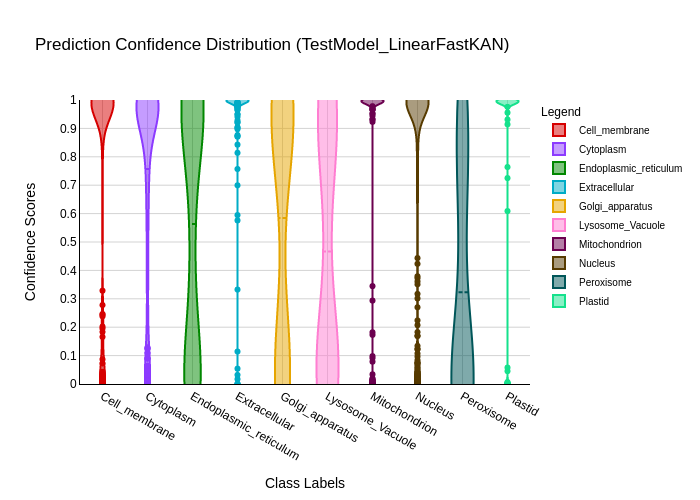 Prediction Confidence Distribution (TestModel_LinearFastKAN)
Confidence Scores
1
0.9
0.8
0.7
0.6
0.5
0.4
0.3
0.2
0.1
0
Cell_membrane
Cytoplasm
Endoplasmic_reticulum
Extracellular
Golgi_apparatus
Lysosome_Vacuole
Mitochondrion
Nucleus
Peroxisome
Plastid
Class Labels
Legend
Cell_membrane
Cytoplasm
Endoplasmic_reticulum
Extracellular
Golgi_apparatus
Lysosome_Vacuole
Mitochondrion
Nucleus
Peroxisome
Plastid